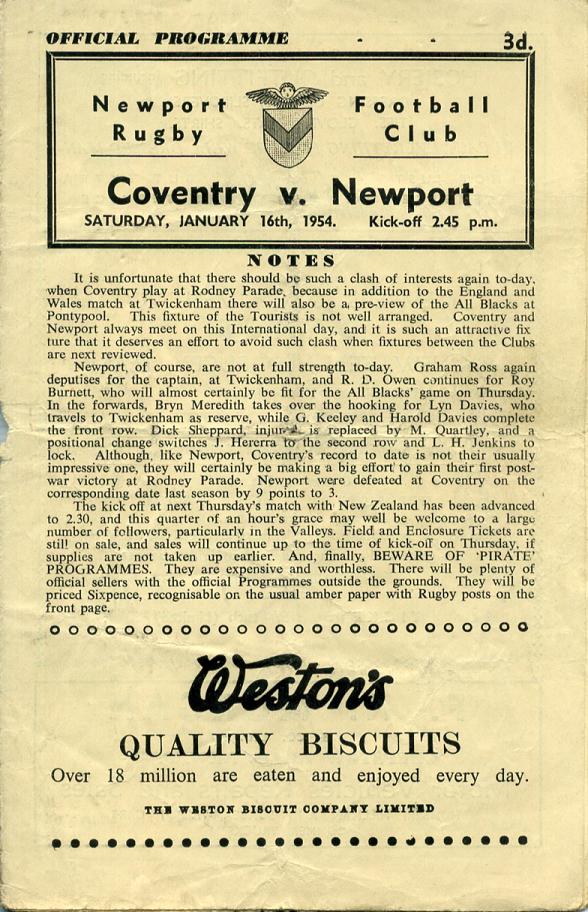 OFFICIAL PROGRAMME - - 3d.
Newport Football
Rugby Club
Coventry v. Newport
SATURDAY, JANUARY 16th, 1954. Kick-off 2.45 p.m.
NOTES
It is unfortunate that there should be such a clash of interests again to-day,
when Coventry play at Rodney Parade, because in addition to the England and
Wales match at Twickenham there will also be a pre-view of the All Blacks at
Pontypool. This fixture of the Tourists is not well arranged. Coventry and
Newport always meet on this International day, and it is such an attractive fix
ture that it deserves an effort to avoid such clash when fixtures between the Clubs
are next reviewed.
Newport, of course, are not at full strength to-day. Graham Ross again
deputises for the captain, at Twickenham, and R. D. Owen continues for Roy
Burnett, who will almost certainly be fit for the All Blacks' game on Thursday.
In the forwards, Bryn Meredith takes over the hooking for Lyn Davies, who
travels to Twickenham as reserve, while G. Keeley and Harold Davies complete
the front row. Dick Sheppard, injured is replaced by M. Quartley, and a
positional change switches J. Hererra to the second row and L. H. Jenkins to
lock. Although, like Newport, Coventry's record to date is not their usually
impressive one, they will certainly be making a big effort to gain their first post-
war victory at Rodney Parade. Newport were defeated at Coventry on the
corresponding date last season by 9 points to 3.
The kick off at next Thursday's match with New Zealand has been advanced
to 2.30, and this quarter of an hour's grace may well be welcome to a large
number of followers, particularly in the Valleys. Field and Enclosure Tickets are
still on sale, and sales will continue up to the time of kick-off on Thursday, if
supplies are not taken up earlier. And, finally, BEWARE OF 'PIRATE'
PROGRAMMES. They are expensive and worthless. There will be plenty of
official sellers with the official Programmes outside the grounds. They will be
priced Sixpence, recognisable on the usual amber paper with Rugby posts on the
front page.
Weston's
QUALITY BISCUITS
Over 18 million are eaten and enjoyed every day.
THE WESTON BISCUIT COMPANY LIMITED